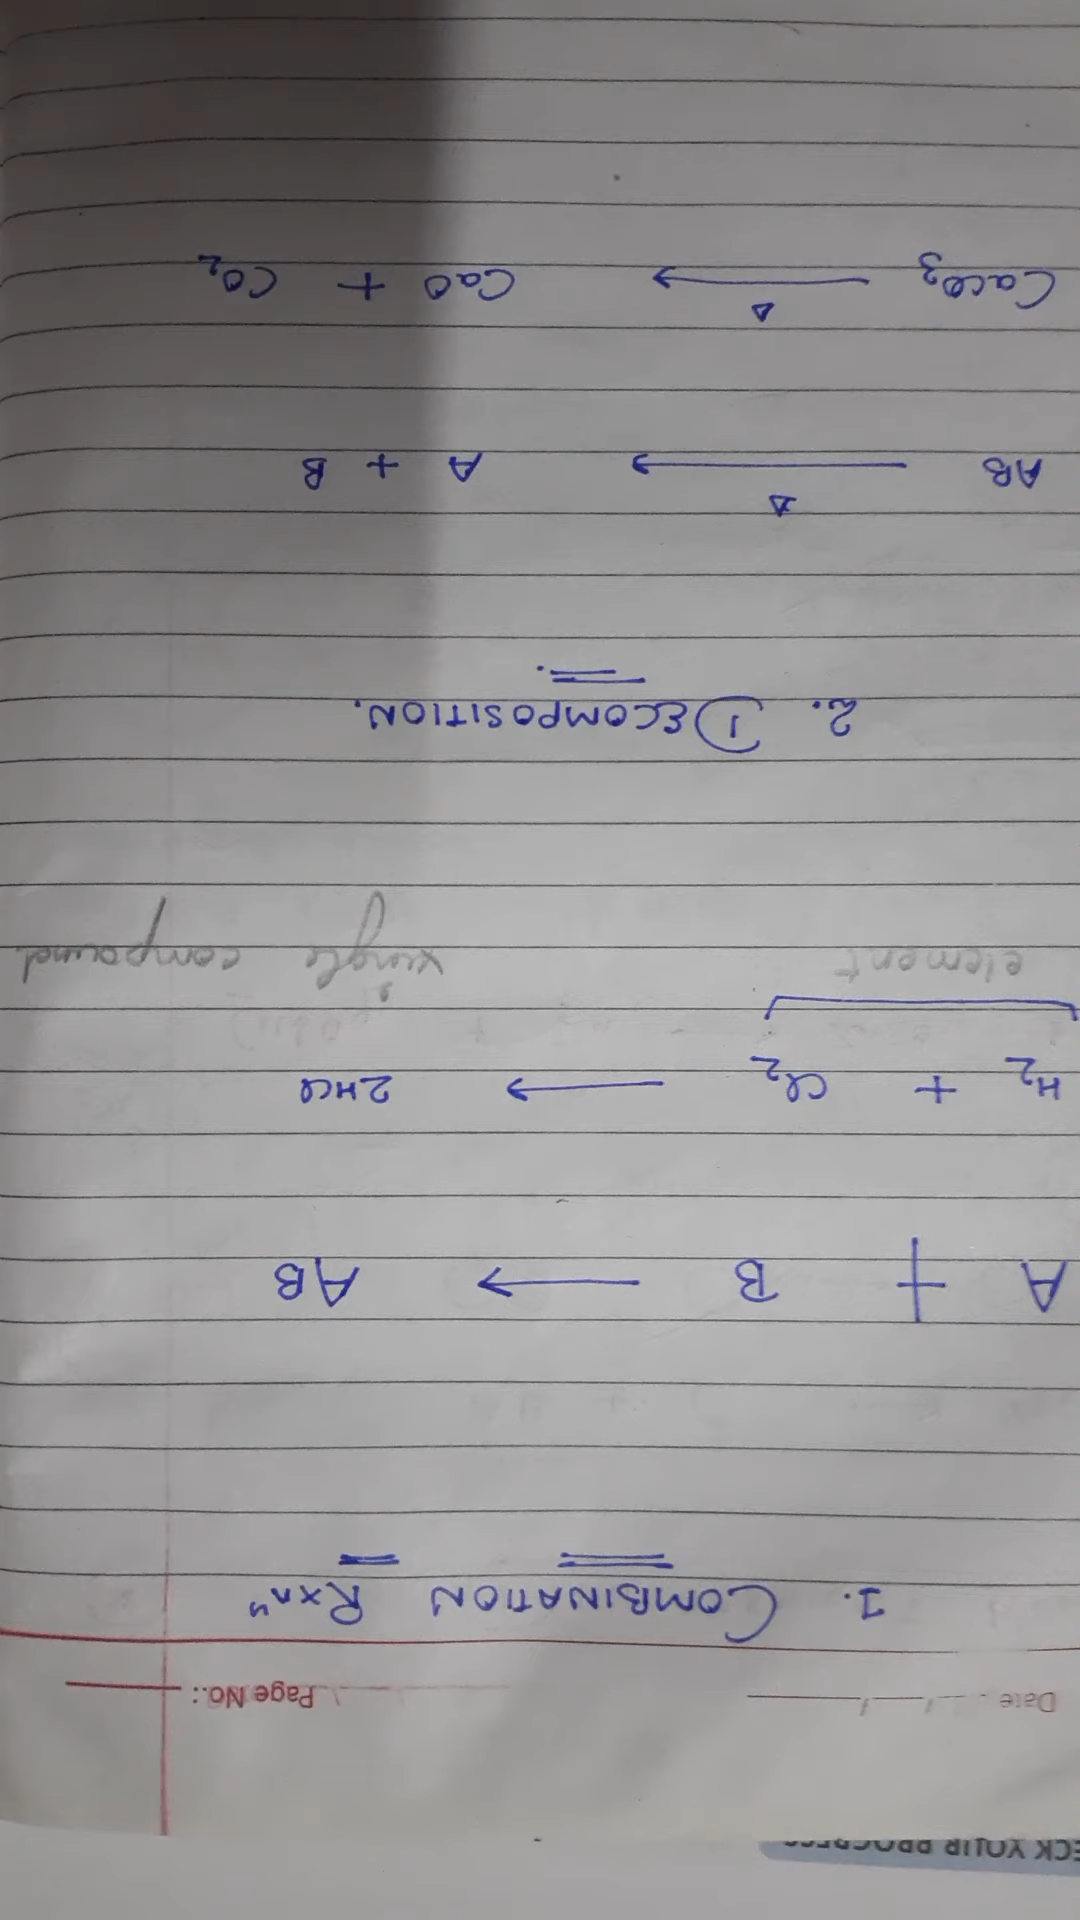 ECK YOUR PROGRESS
Date : Page No.:
1. COMBINATION Rxnⁿ
A + B → AB
H₂ + Cl₂ → 2HCl
element single compound.
2. DECOMPOSITION.
Δ
AB → A + B
Δ
CaCO₃ → CaO + CO₂